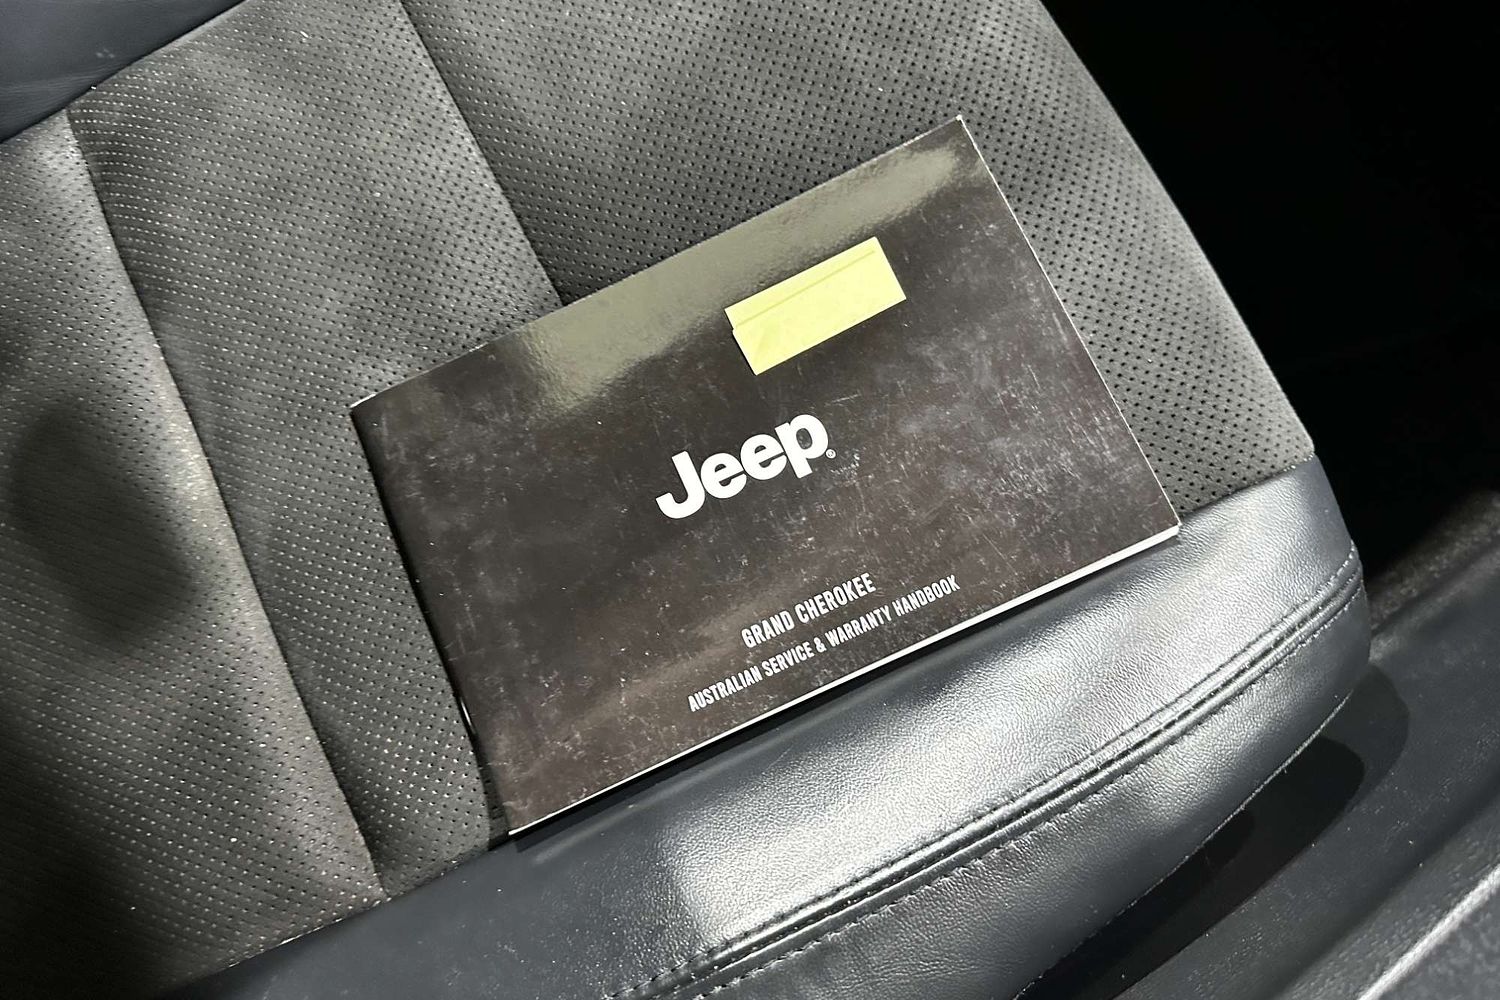 Jeep®
GRAND CHEROKEE
AUSTRALIAN SERVICE & WARRANTY HANDBOOK